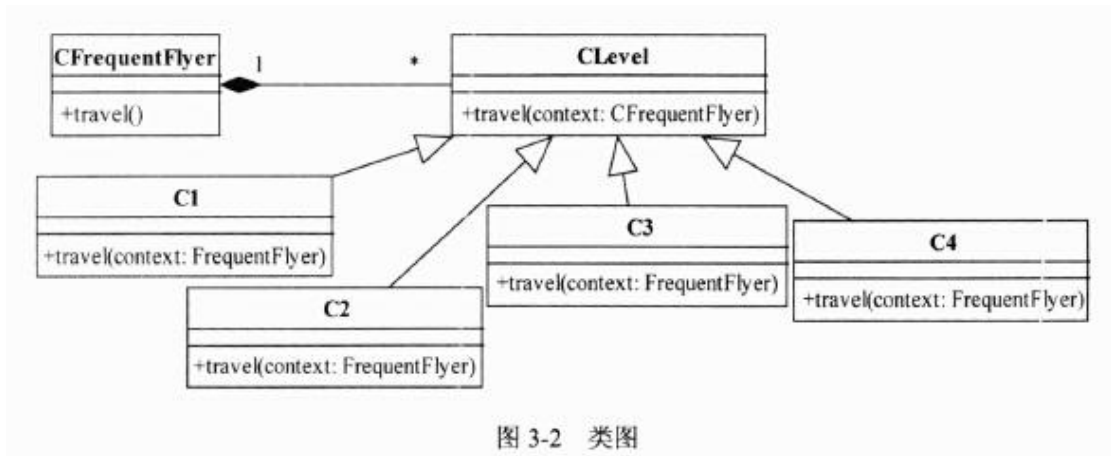 CFrequentFlyer
+travel()
1
*
CLevel
+travel(context: CFrequentFlyer)
C1
+travel(context: FrequentFlyer)
C2
+travel(context: FrequentFlyer)
C3
+travel(context: FrequentFlyer)
C4
+travel(context: FrequentFlyer)
图 3-2 类图